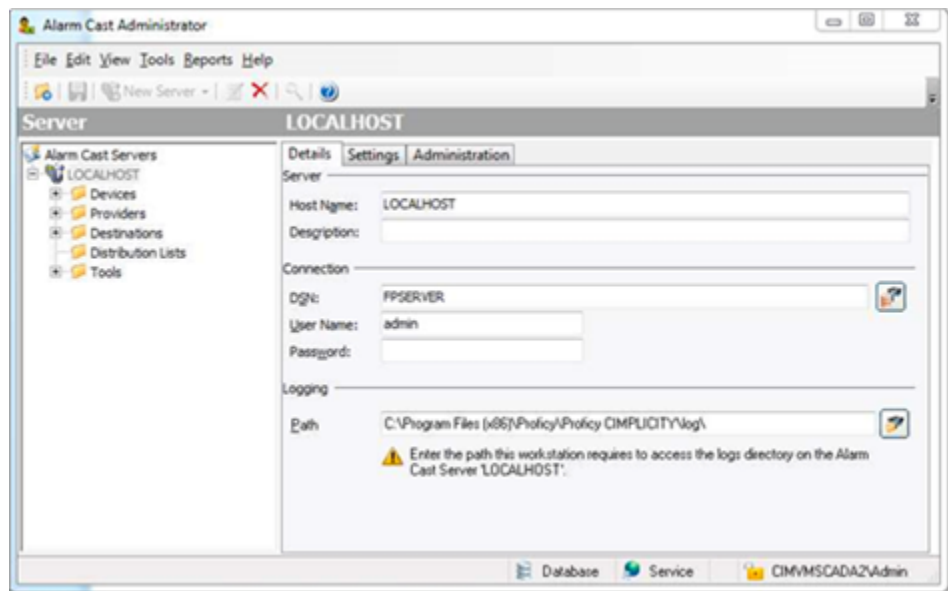 Alarm Cast Administrator
File Edit View Tools Reports Help
New Server
Server
LOCALHOST
Alarm Cast Servers
LOCALHOST
Devices
Providers
Destinations
Distribution Lists
Tools
Details Settings Administration
Server
Host Name: LOCALHOST
Description:
Connection
DSN: FPSERVER
User Name: admin
Password:
Logging
Path C:\Program Files (x86)\Proficy\Proficy CIMPLICITY\log\
Enter the path this workstation requires to access the logs directory on the Alarm
Cast Server 'LOCALHOST'.
Database Service CIMVMSCADA2\Admin